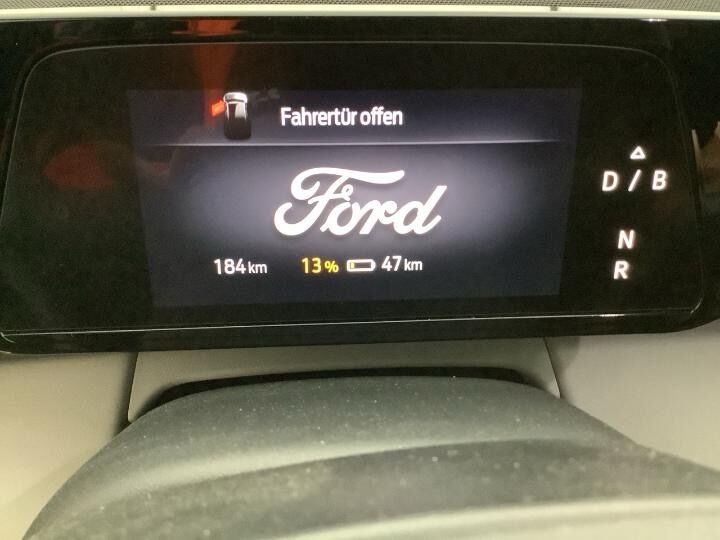 Fahrertür offen
Ford
184 km 13% 47 km
D / B
N
R